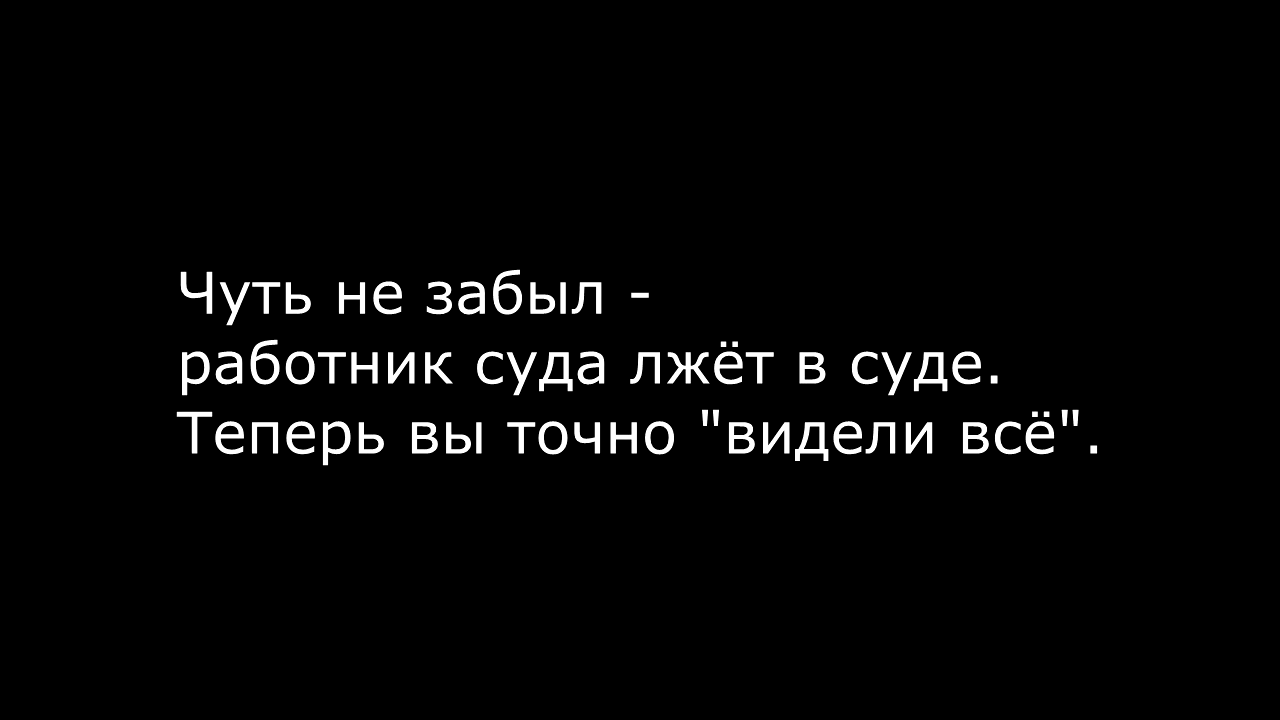 Чуть не забыл -
работник суда лжёт в суде.
Теперь вы точно "видели всё".